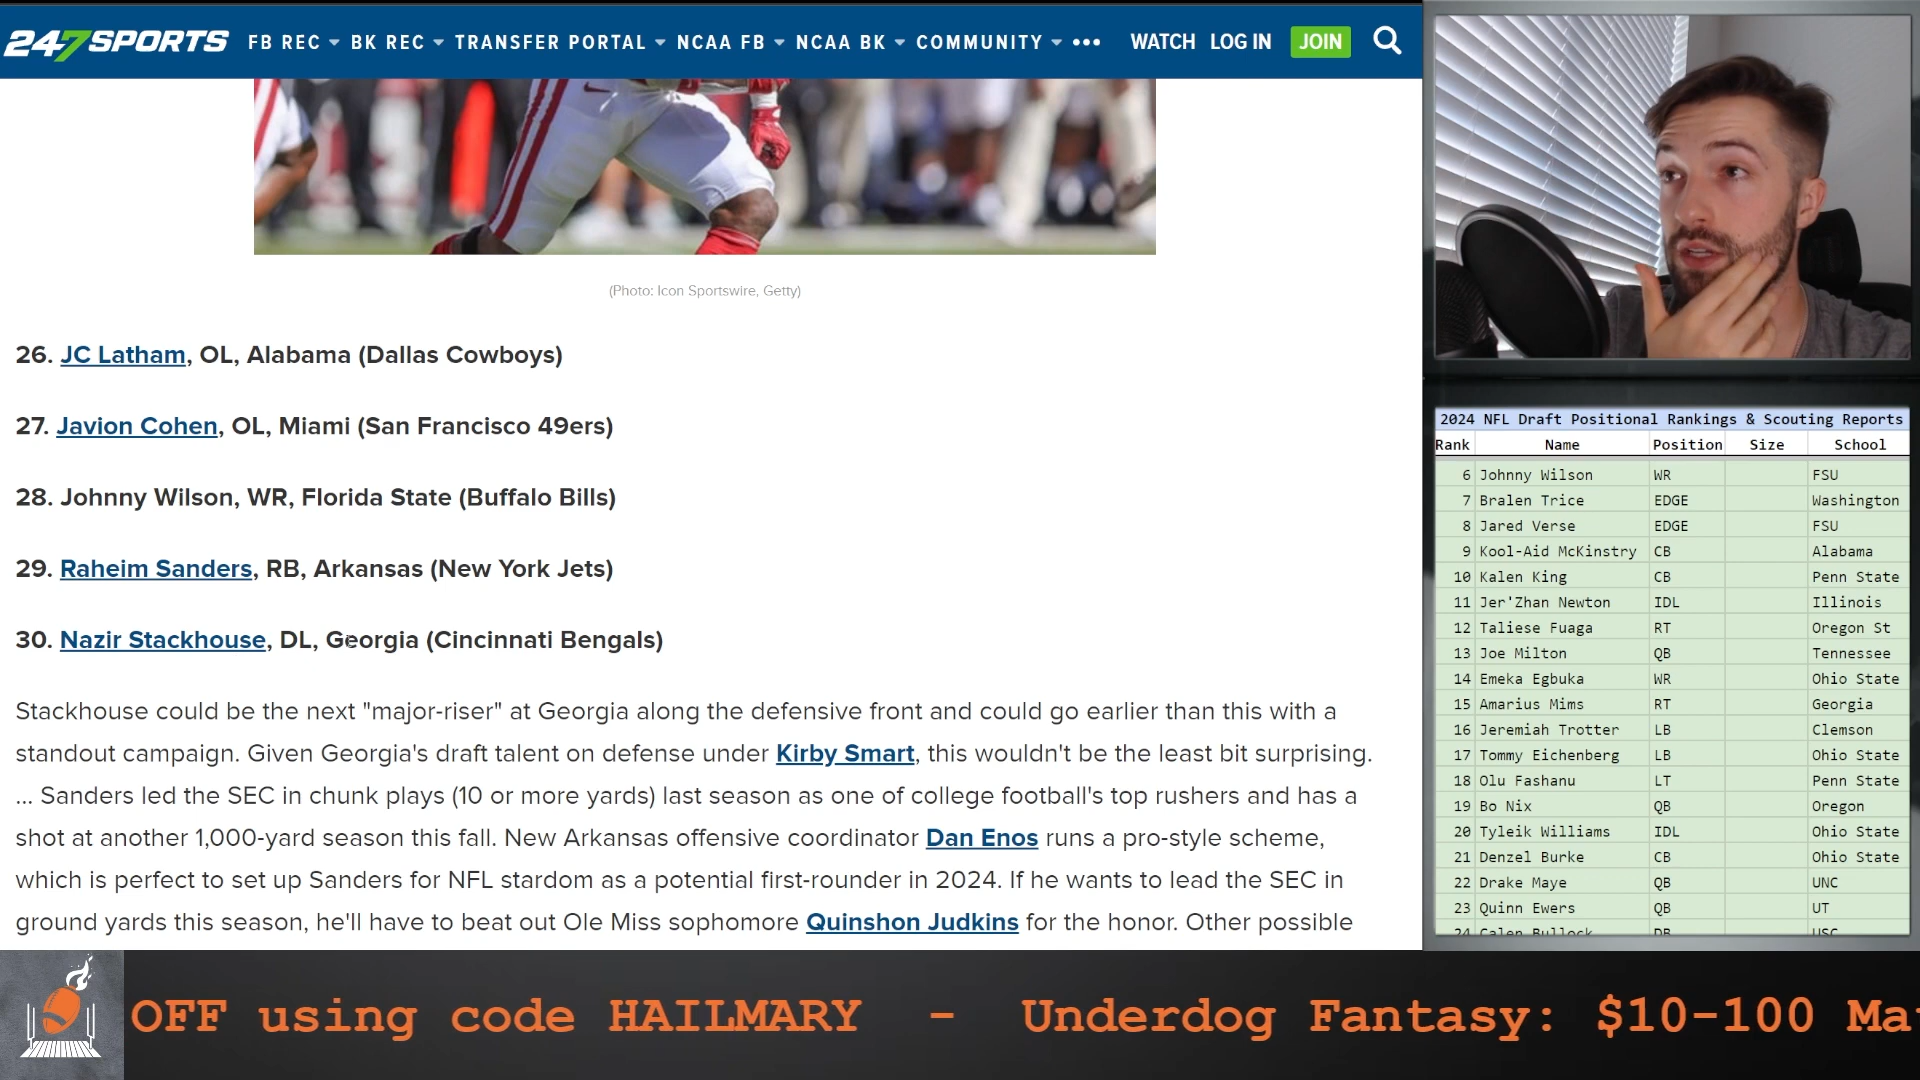 247SPORTS FB REC BK REC TRANSFER PORTAL NCAA FB NCAA BK COMMUNITY ••• WATCH LOG IN JOIN
(Photo: Icon Sportswire, Getty)
26. JC Latham, OL, Alabama (Dallas Cowboys)
27. Javion Cohen, OL, Miami (San Francisco 49ers)
28. Johnny Wilson, WR, Florida State (Buffalo Bills)
29. Raheim Sanders, RB, Arkansas (New York Jets)
30. Nazir Stackhouse, DL, Georgia (Cincinnati Bengals)
Stackhouse could be the next "major-riser" at Georgia along the defensive front and could go earlier than this with a
standout campaign. Given Georgia's draft talent on defense under Kirby Smart, this wouldn't be the least bit surprising.
... Sanders led the SEC in chunk plays (10 or more yards) last season as one of college football's top rushers and has a
shot at another 1,000-yard season this fall. New Arkansas offensive coordinator Dan Enos runs a pro-style scheme,
which is perfect to set up Sanders for NFL stardom as a potential first-rounder in 2024. If he wants to lead the SEC in
ground yards this season, he'll have to beat out Ole Miss sophomore Quinshon Judkins for the honor. Other possible
2024 NFL Draft Positional Rankings & Scouting Reports
Rank Name Position Size School
6 Johnny Wilson WR FSU
7 Bralen Trice EDGE Washington
8 Jared Verse EDGE FSU
9 Kool-Aid McKinstry CB Alabama
10 Kalen King CB Penn State
11 Jer'Zhan Newton IDL Illinois
12 Taliese Fuaga RT Oregon St
13 Joe Milton QB Tennessee
14 Emeka Egbuka WR Ohio State
15 Amarius Mims RT Georgia
16 Jeremiah Trotter LB Clemson
17 Tommy Eichenberg LB Ohio State
18 Olu Fashanu LT Penn State
19 Bo Nix QB Oregon
20 Tyleik Williams IDL Ohio State
21 Denzel Burke CB Ohio State
22 Drake Maye QB UNC
23 Quinn Ewers QB UT
24 Calen Bullock DB USC
OFF using code HAILMARY - Underdog Fantasy: $10-100 Ma